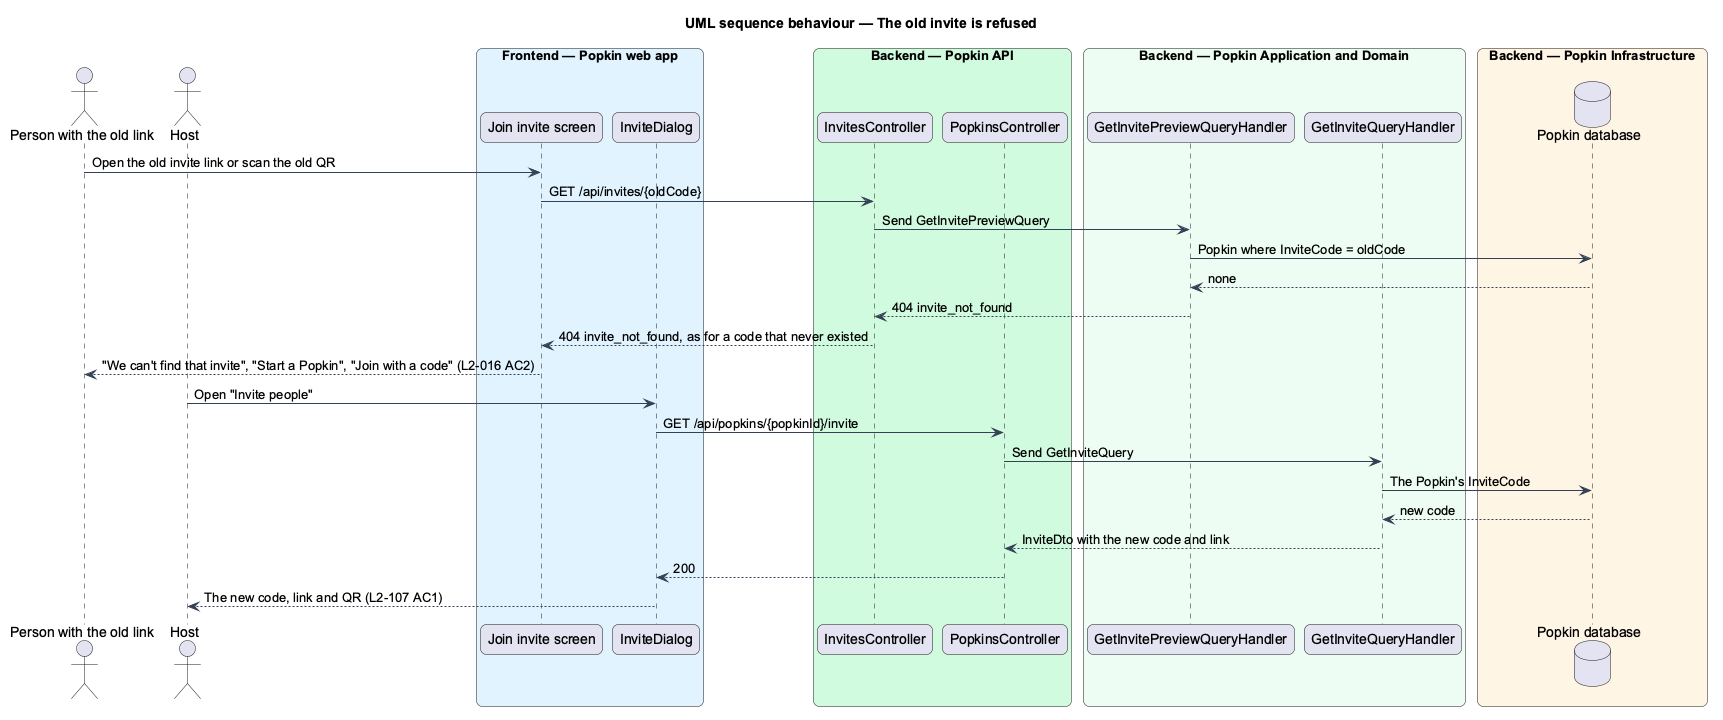 UML sequence behaviour — The old invite is refused
Frontend — Popkin web app
Backend — Popkin API
Backend — Popkin Application and Domain
Backend — Popkin Infrastructure
Person with the old link
Host
Join invite screen
InviteDialog
InvitesController
PopkinsController
GetInvitePreviewQueryHandler
GetInviteQueryHandler
Popkin database
Open the old invite link or scan the old QR
GET /api/invites/{oldCode}
Send GetInvitePreviewQuery
Popkin where InviteCode = oldCode
none
404 invite_not_found
404 invite_not_found, as for a code that never existed
"We can't find that invite", "Start a Popkin", "Join with a code" (L2-016 AC2)
Open "Invite people"
GET /api/popkins/{popkinId}/invite
Send GetInviteQuery
The Popkin's InviteCode
new code
InviteDto with the new code and link
200
The new code, link and QR (L2-107 AC1)
Person with the old link
Host
Join invite screen
InviteDialog
InvitesController
PopkinsController
GetInvitePreviewQueryHandler
GetInviteQueryHandler
Popkin database